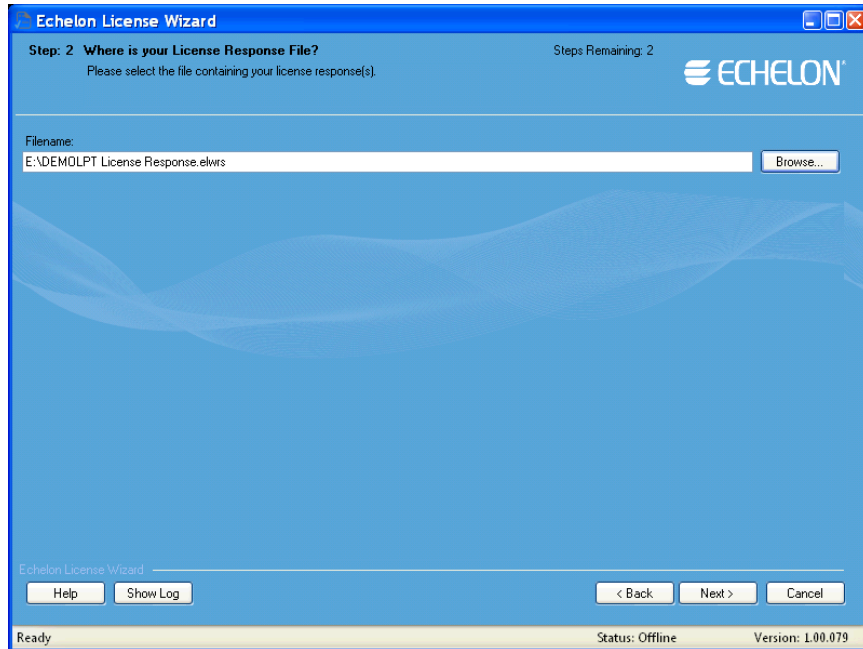 Echelon License Wizard
Step: 2 Where is your License Response File? Steps Remaining: 2
Please select the file containing your license response(s).
ECHELON
Filename:
E:\DEMOLPT License Response.elwrs Browse...
Echelon License Wizard
Help Show Log < Back Next > Cancel
Ready Status: Offline Version: 1.00.079